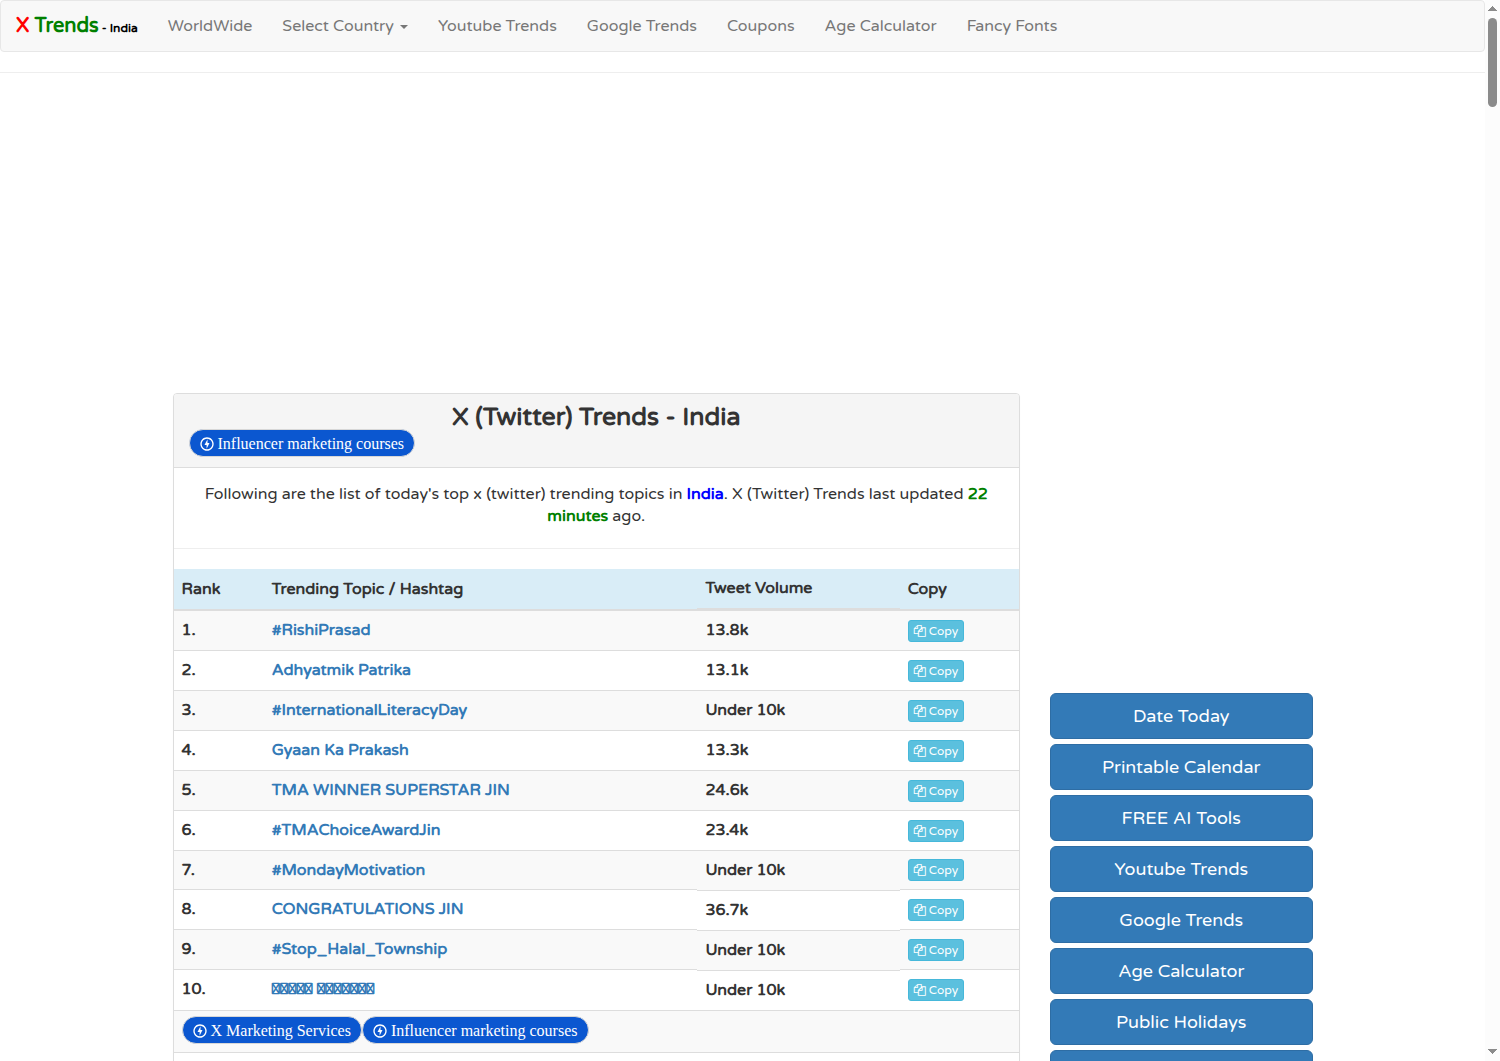 X Trends - India WorldWide Select Country Youtube Trends Google Trends Coupons Age Calculator Fancy Fonts
X (Twitter) Trends - India
Influencer marketing courses
Following are the list of today's top x (twitter) trending topics in India. X (Twitter) Trends last updated 22
minutes ago.
Rank Trending Topic / Hashtag Tweet Volume Copy
1. #RishiPrasad 13.8k Copy
2. Adhyatmik Patrika 13.1k Copy
3. #InternationalLiteracyDay Under 10k Copy
4. Gyaan Ka Prakash 13.3k Copy
5. TMA WINNER SUPERSTAR JIN 24.6k Copy
6. #TMAChoiceAwardJin 23.4k Copy
7. #MondayMotivation Under 10k Copy
8. CONGRATULATIONS JIN 36.7k Copy
9. #Stop_Halal_Township Under 10k Copy
10. Under 10k Copy
X Marketing Services Influencer marketing courses
Date Today
Printable Calendar
FREE AI Tools
Youtube Trends
Google Trends
Age Calculator
Public Holidays